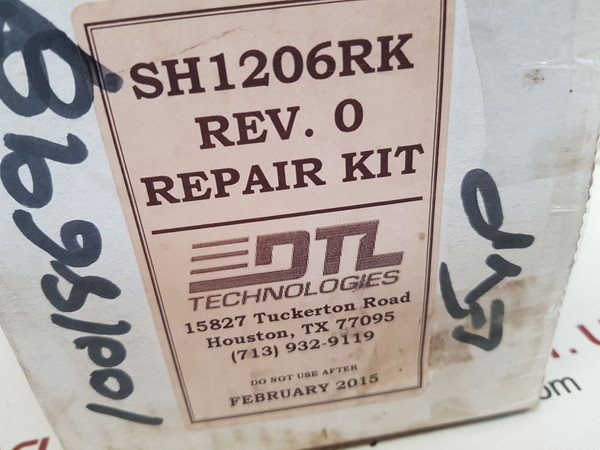 SH1206RK
REV. 0
REPAIR KIT
DTL
TECHNOLOGIES
15827 Tuckerton Road
Houston, TX 77095
(713) 932-9119
DO NOT USE AFTER
FEBRUARY 2015